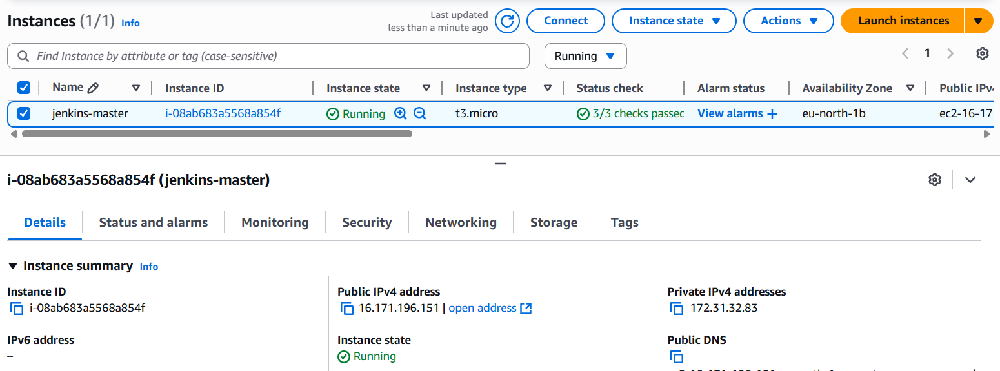 Instances (1/1) Info
Last updated
less than a minute ago
Connect
Instance state
Actions
Launch instances
Find Instance by attribute or tag (case-sensitive)
Running
1
Name Instance ID Instance state Instance type Status check Alarm status Availability Zone Public IPv4
jenkins-master i-08ab683a5568a854f Running t3.micro 3/3 checks passed View alarms + eu-north-1b ec2-16-17
i-08ab683a5568a854f (jenkins-master)
Details Status and alarms Monitoring Security Networking Storage Tags
Instance summary Info
Instance ID
i-08ab683a5568a854f
Public IPv4 address
16.171.196.151 | open address
Private IPv4 addresses
172.31.32.83
IPv6 address
–
Instance state
Running
Public DNS